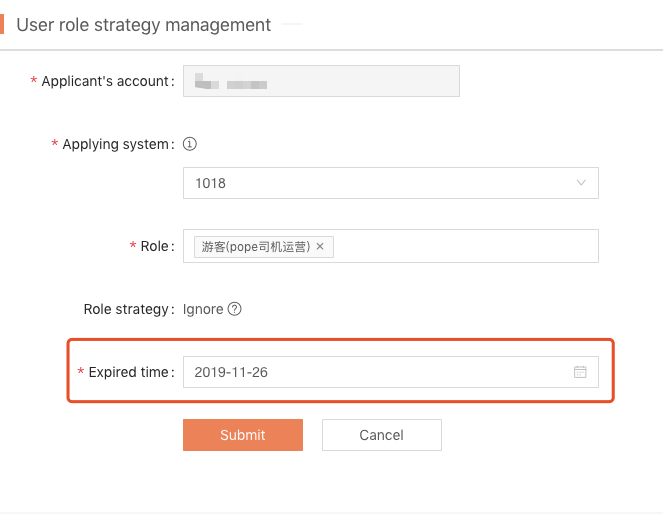 User role strategy management
* Applicant's account:
* Applying system:
1018
* Role: 游客(pope司机运营) ×
Role strategy: Ignore
* Expired time: 2019-11-26
Submit Cancel